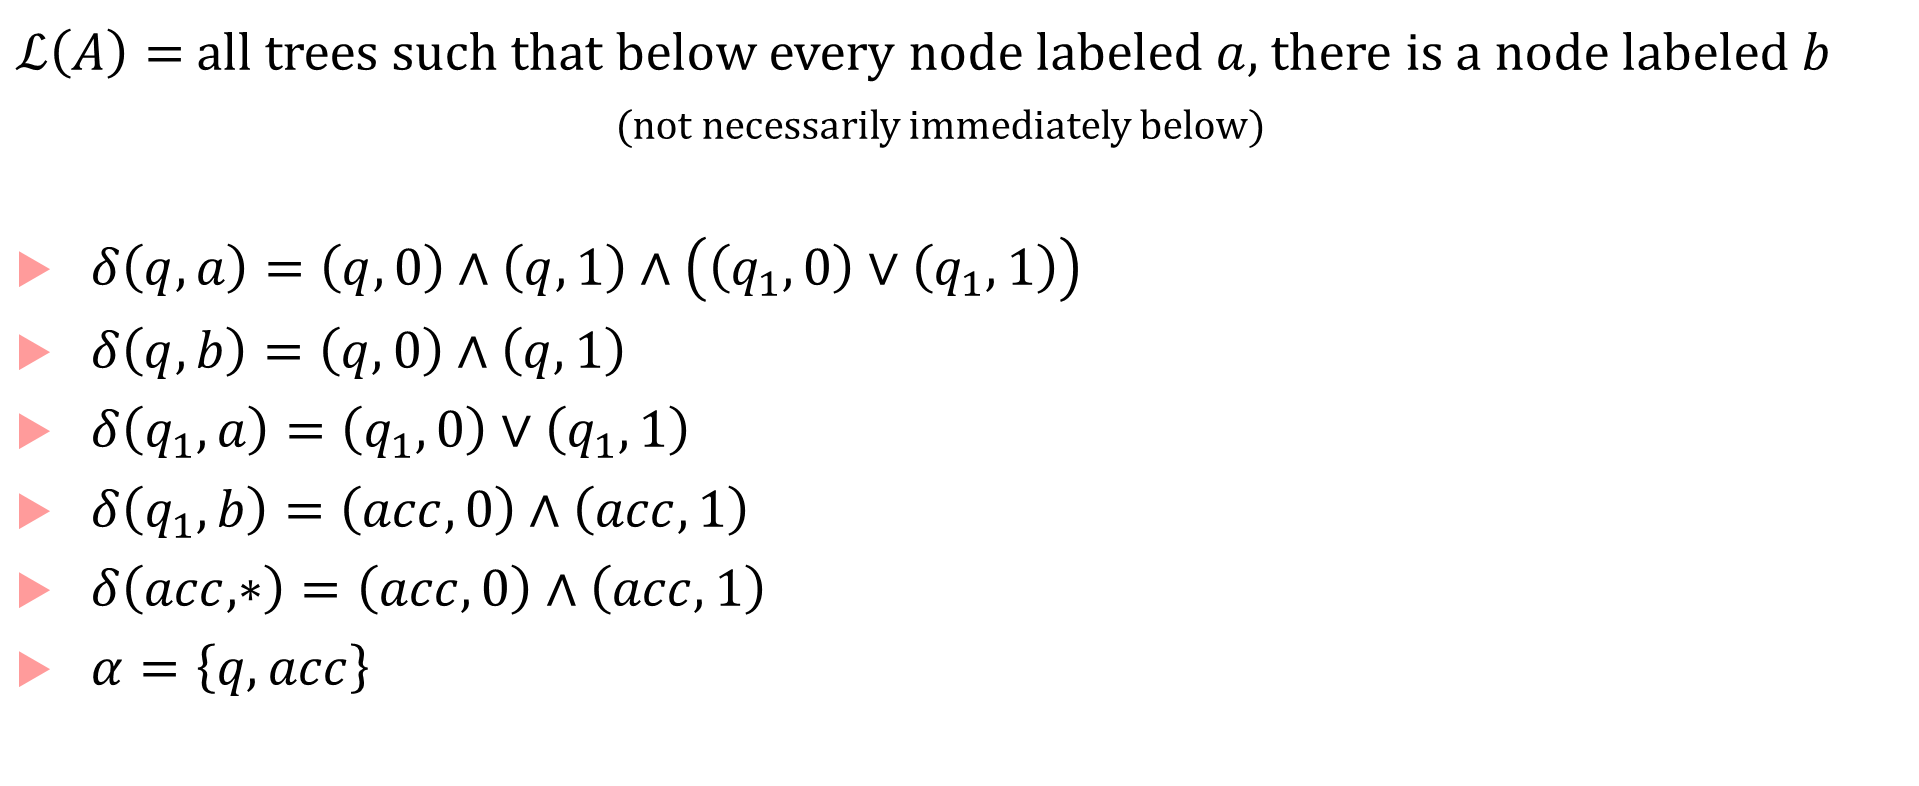 ℒ(A) = all trees such that below every node labeled a, there is a node labeled b
(not necessarily immediately below)
▶ δ(q, a) = (q, 0) ∧ (q, 1) ∧ ((q₁, 0) ∨ (q₁, 1))
▶ δ(q, b) = (q, 0) ∧ (q, 1)
▶ δ(q₁, a) = (q₁, 0) ∨ (q₁, 1)
▶ δ(q₁, b) = (acc, 0) ∧ (acc, 1)
▶ δ(acc,∗) = (acc, 0) ∧ (acc, 1)
▶ α = {q, acc}